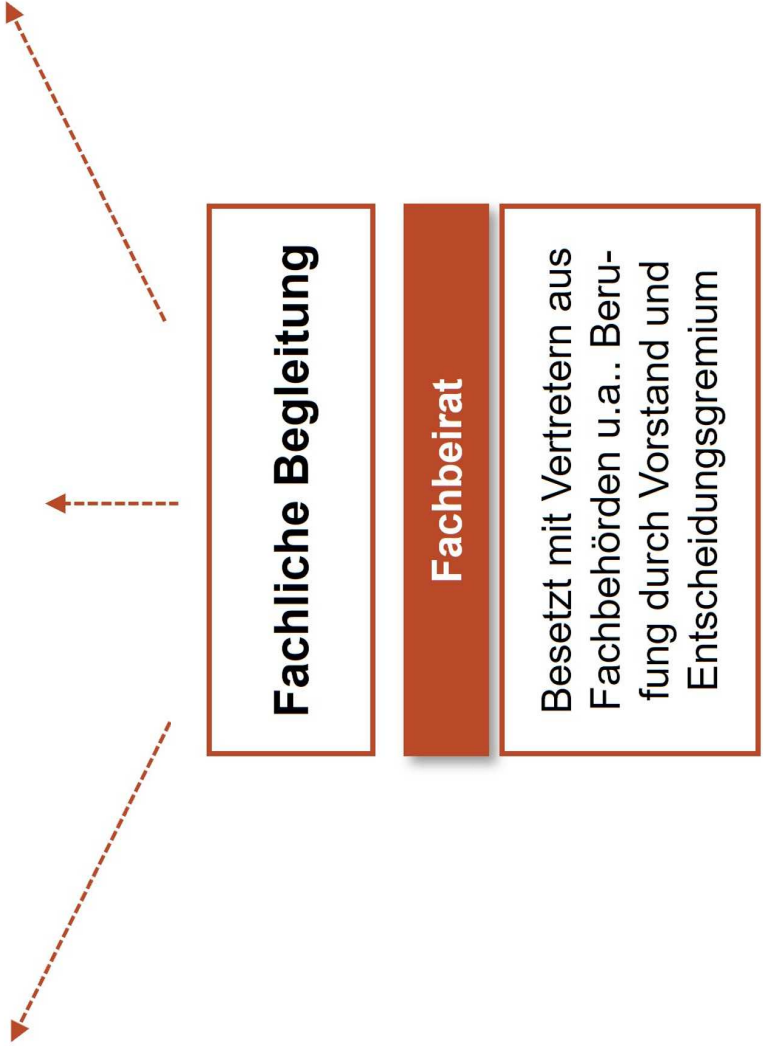 Fachliche Begleitung
Fachbeirat
Besetzt mit Vertretern aus
Fachbehörden u.a.. Beru-
fung durch Vorstand und
Entscheidungsgremium